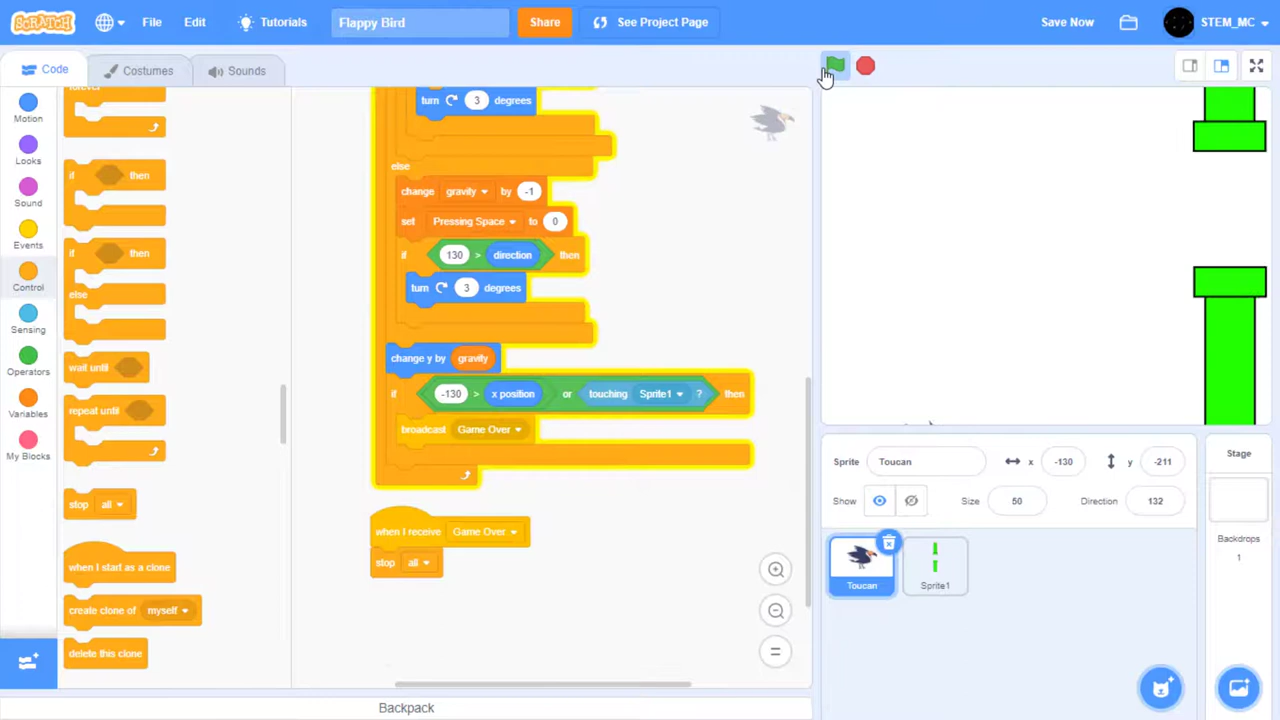 SCRATCH File Edit Tutorials Flappy Bird Share See Project Page Save Now STEM_MC
Code Costumes Sounds
Motion
Looks
Sound
Events
Control
Sensing
Operators
Variables
My Blocks
forever
if then
if then
else
wait until
repeat until
stop all
when I start as a clone
create clone of myself
delete this clone
turn 3 degrees
else
change gravity by -1
set Pressing Space to 0
if 130 > direction then
turn 3 degrees
change y by gravity
if -130 > x position or touching Sprite1 ? then
broadcast Game Over
when I receive Game Over
stop all
Backpack
Sprite Toucan x -130 y -211
Show Size 50 Direction 132
Toucan
Sprite1
Stage
Backdrops
1